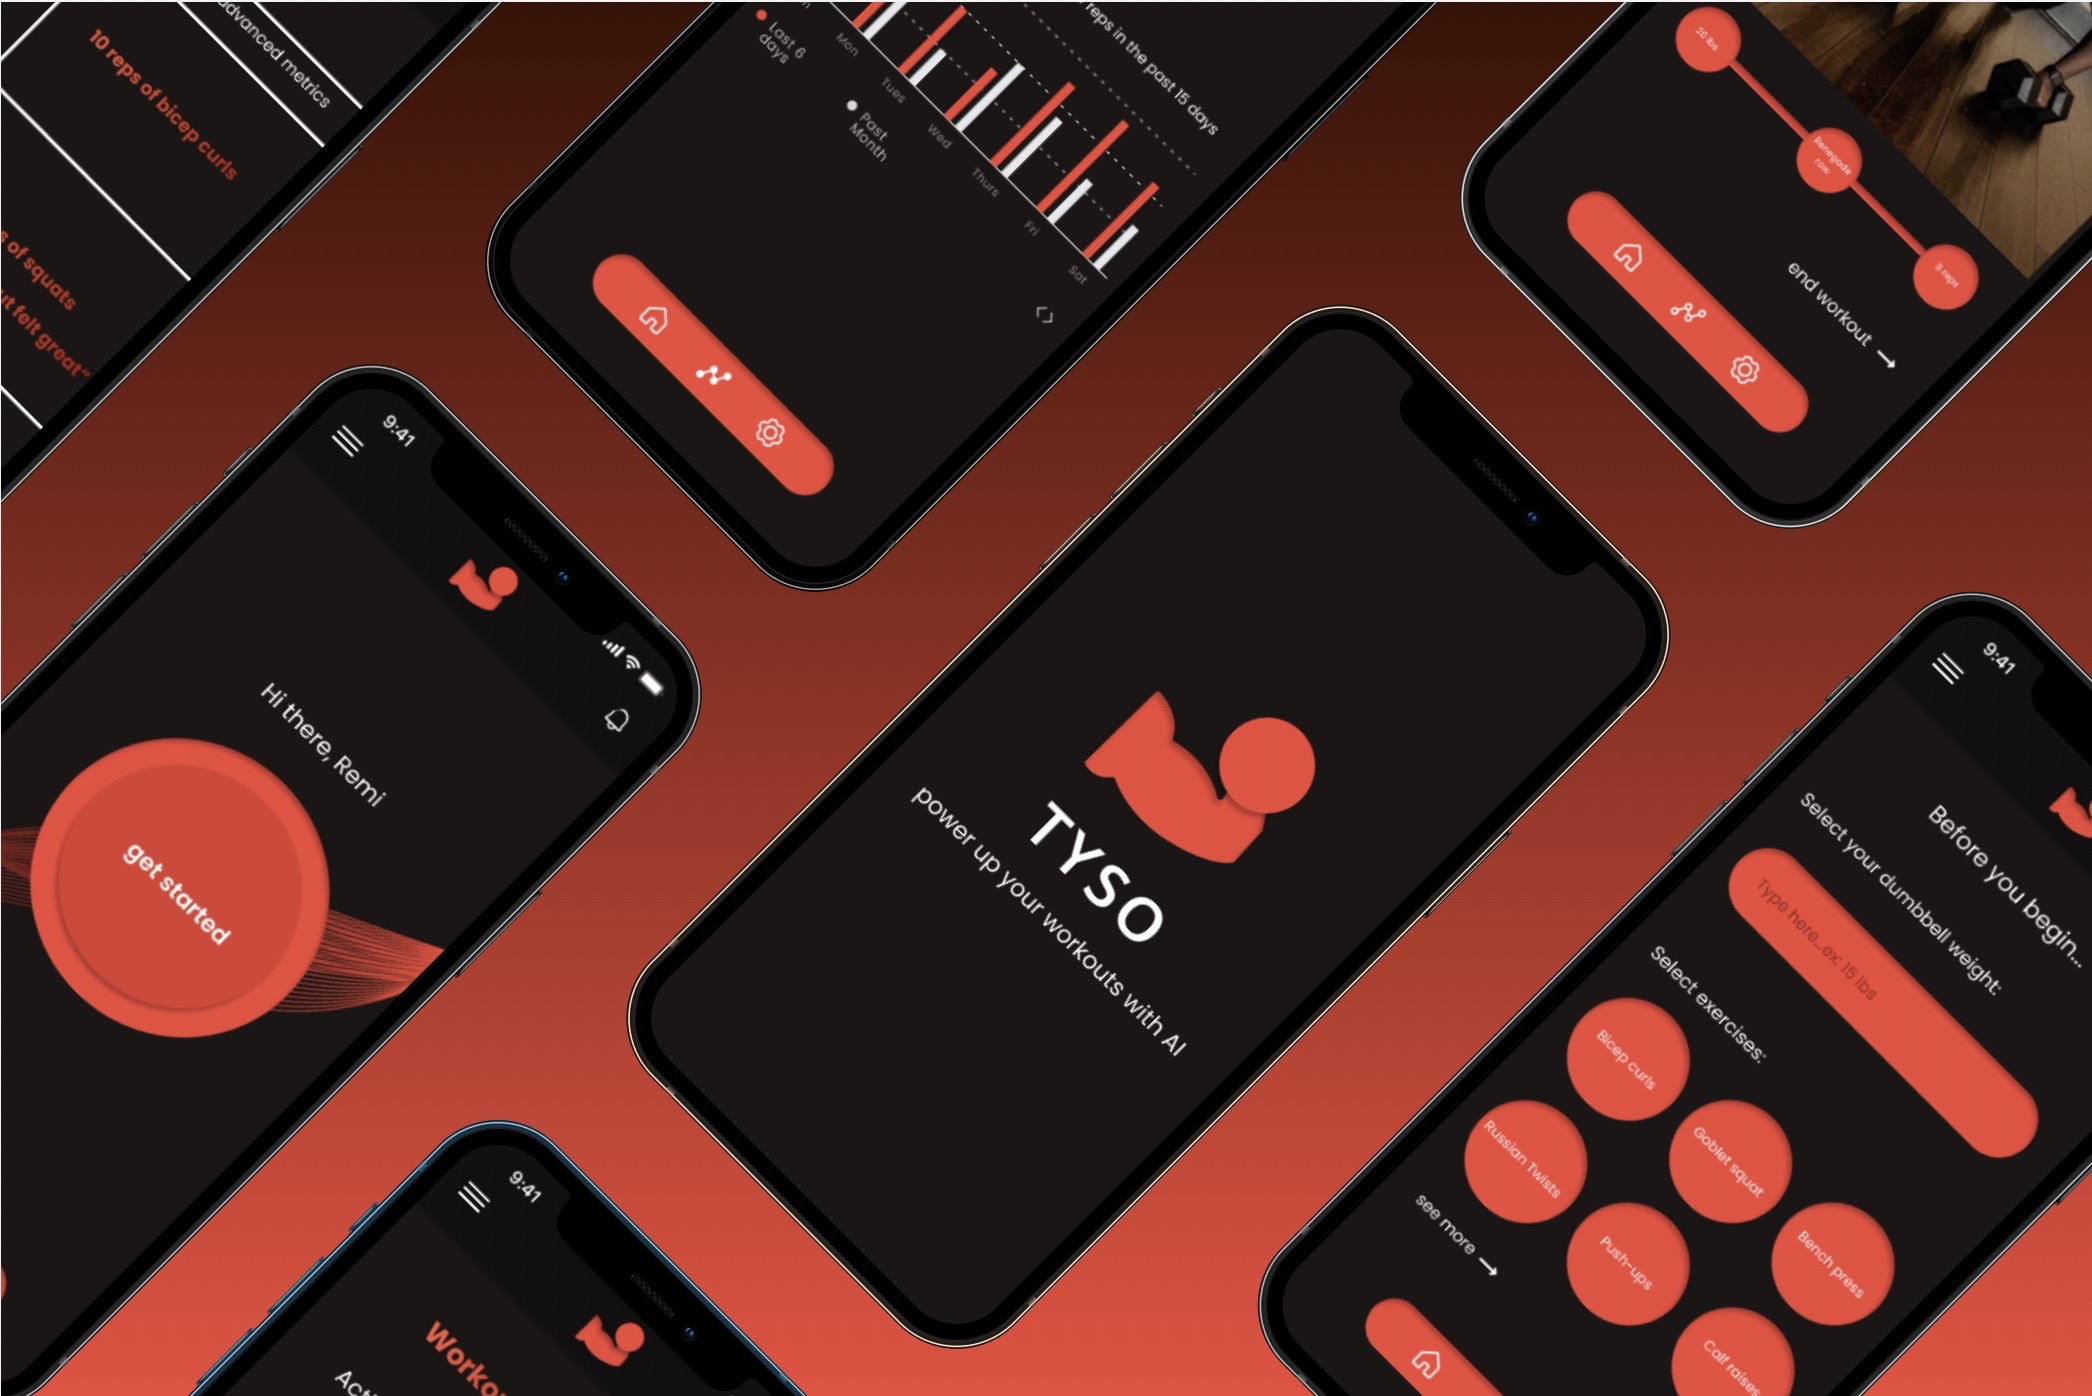 advanced metrics
10 reps of bicep curls
s of squats
ut felt great"
reps in the past 15 days
Mon
Tues
Wed
Thurs
Fri
Sat
Last 6
days
Past
Month
< >
20 lbs
Renegade
row
8 reps
end workout →
9:41
Hi there, Remi
get started
TYSO
power up your workouts with AI
9:41
Before you begin...
Select your dumbbell weight:
Type here...ex: 15 lbs
Select exercises:
Bicep curls
Goblet squat
Bench press
Russian Twists
Push-ups
Calf raises
see more →
9:41
Worko
Acti